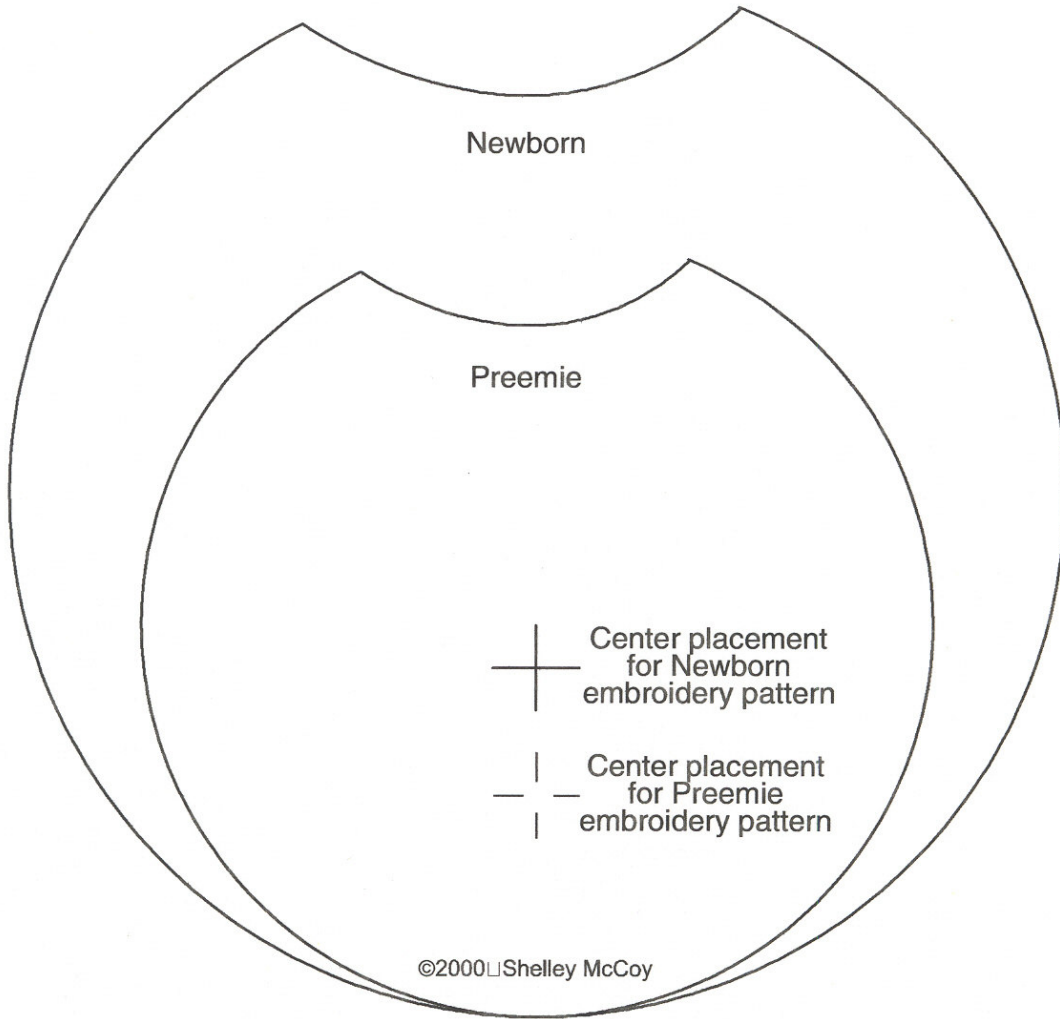 Newborn
Preemie
Center placement
for Newborn
embroidery pattern
Center placement
for Preemie
embroidery pattern
©2000□Shelley McCoy